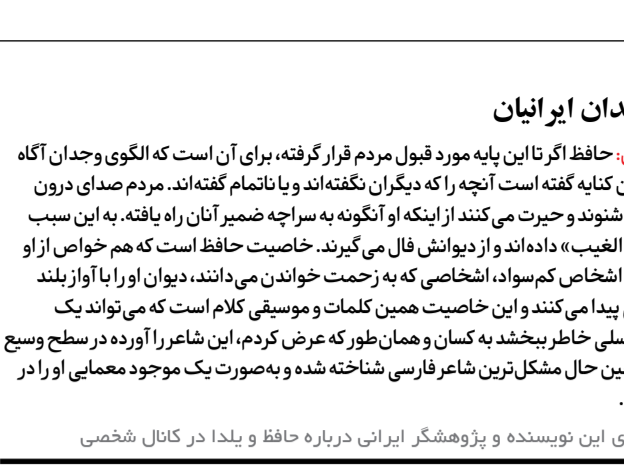 ایرانیان
حافظ اگر تا این پایه مورد قبول مردم قرار گرفته، برای آن است که الگوی وجدان آگاه
کنایه گفته است آنچه را که دیگران نگفته‌اند و یا ناتمام گفته‌اند. مردم صدای درون
شنوند و حیرت می‌کنند از اینکه او آنگونه به سراچه ضمیر آنان راه یافته. به این سبب
الغیب» داده‌اند و از دیوانش فال می‌گیرند. خاصیت حافظ است که هم خواص از او
اشخاص کم‌سواد، اشخاصی که به زحمت خواندن می‌دانند، دیوان او را با آواز بلند
پیدا می‌کنند و این خاصیت همین کلمات و موسیقی کلام است که می‌تواند یک
سلی خاطر ببخشد به کسان و همان‌طور که عرض کردم، این شاعر را آورده در سطح وسیع
حال مشکل‌ترین شاعر فارسی شناخته شده و به‌صورت یک موجود معمایی او را در
.
این نویسنده و پژوهشگر ایرانی درباره حافظ و یلدا در کانال شخصی